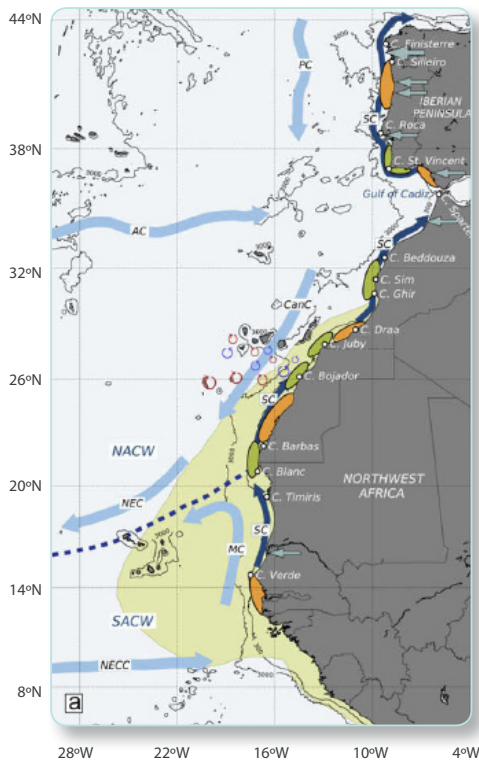 44ºN
38ºN
32ºN
26ºN
20ºN
14ºN
8ºN
PC
3000
C. Finisterre
C. Silleiro
IBERIAN
PENINSULA
SC
C. Roca
C. St. Vincent
Gulf of Cadiz
AC
SC
C. Beddouza
C. Sim
C. Ghir
CanC
C. Draa
C. Juby
C. Bojador
SC
NACW
C. Barbas
C. Blanc
NORTHWEST
AFRICA
C. Timiris
NEC
MC
SC
C. Verde
SACW
NECC
3000
a
28ºW 22ºW 16ºW 10ºW 4ºW